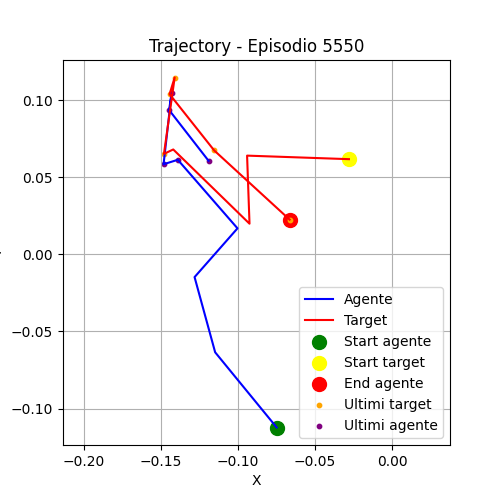 Trajectory - Episodio 5550
0.10
0.05
0.00
−0.05
−0.10
−0.20
−0.15
−0.10
−0.05
0.00
X
Agente
Target
Start agente
Start target
End agente
Ultimi target
Ultimi agente